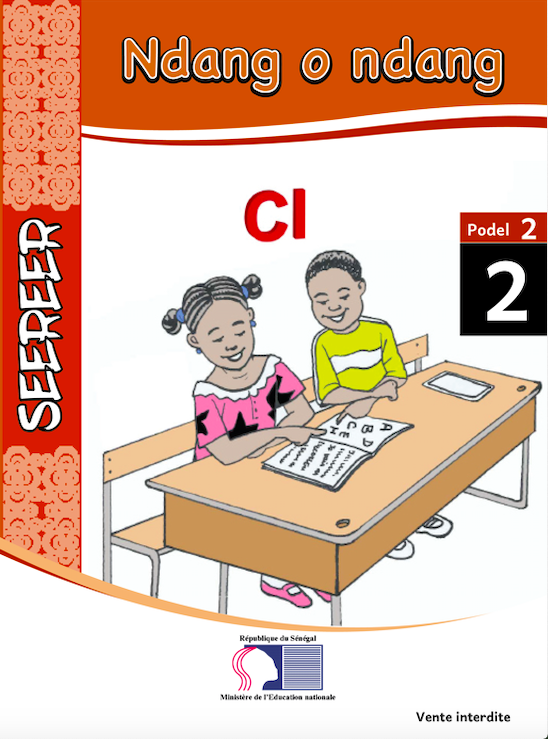 Ndang o ndang
SEEREER
CI
Podel 2
2
A B D
C E H
République du Sénégal
Ministère de l'Education nationale
Vente interdite